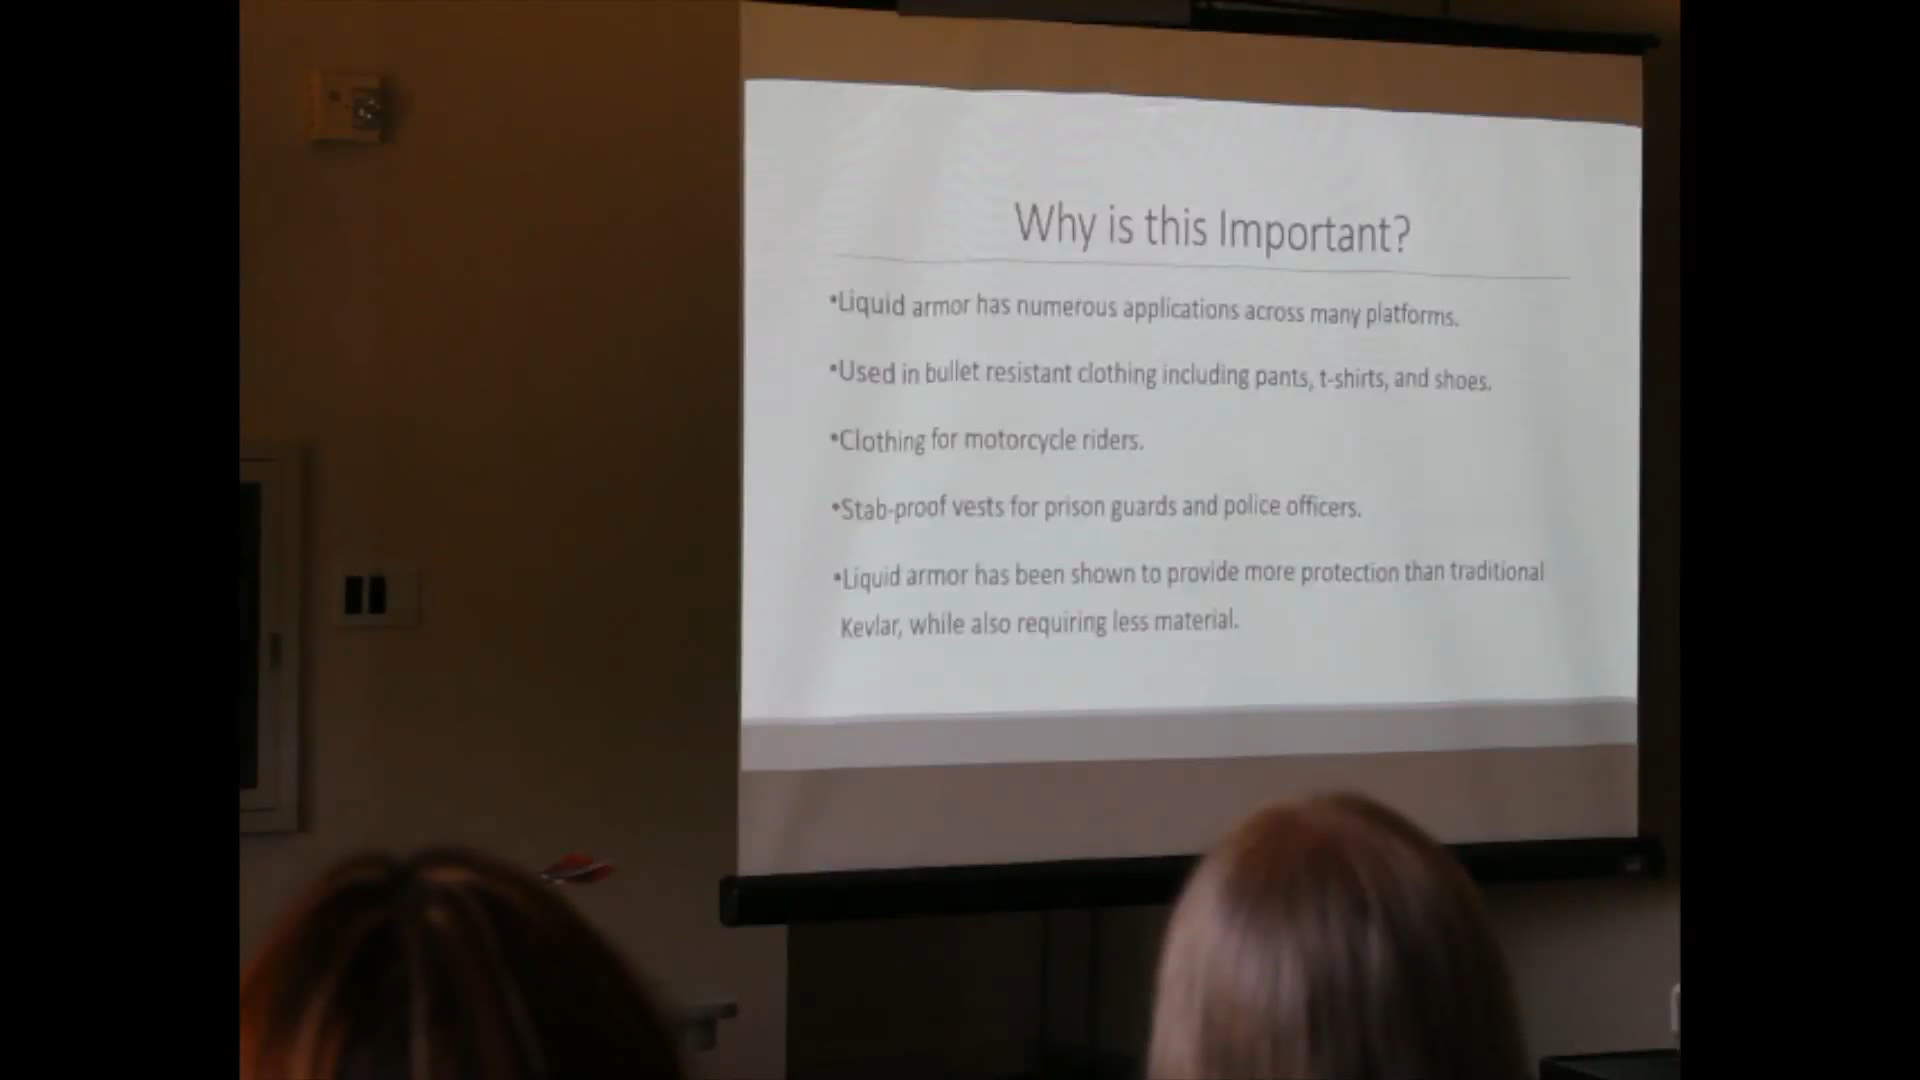 Why is this Important?
•Liquid armor has numerous applications across many platforms.
•Used in bullet resistant clothing including pants, t-shirts, and shoes.
•Clothing for motorcycle riders.
•Stab-proof vests for prison guards and police officers.
•Liquid armor has been shown to provide more protection than traditional
Kevlar, while also requiring less material.